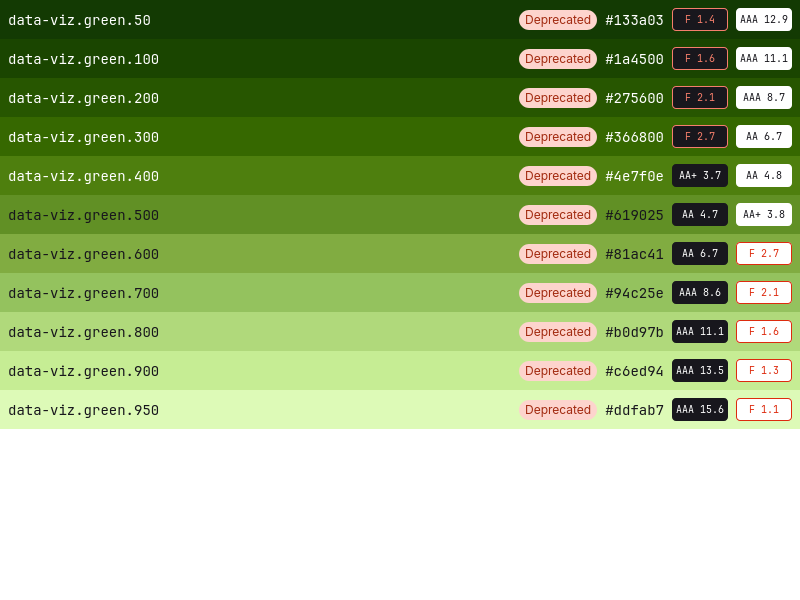 data-viz.green.50 Deprecated #133a03 F 1.4 AAA 12.9
data-viz.green.100 Deprecated #1a4500 F 1.6 AAA 11.1
data-viz.green.200 Deprecated #275600 F 2.1 AAA 8.7
data-viz.green.300 Deprecated #366800 F 2.7 AA 6.7
data-viz.green.400 Deprecated #4e7f0e AA+ 3.7 AA 4.8
data-viz.green.500 Deprecated #619025 AA 4.7 AA+ 3.8
data-viz.green.600 Deprecated #81ac41 AA 6.7 F 2.7
data-viz.green.700 Deprecated #94c25e AAA 8.6 F 2.1
data-viz.green.800 Deprecated #b0d97b AAA 11.1 F 1.6
data-viz.green.900 Deprecated #c6ed94 AAA 13.5 F 1.3
data-viz.green.950 Deprecated #ddfab7 AAA 15.6 F 1.1